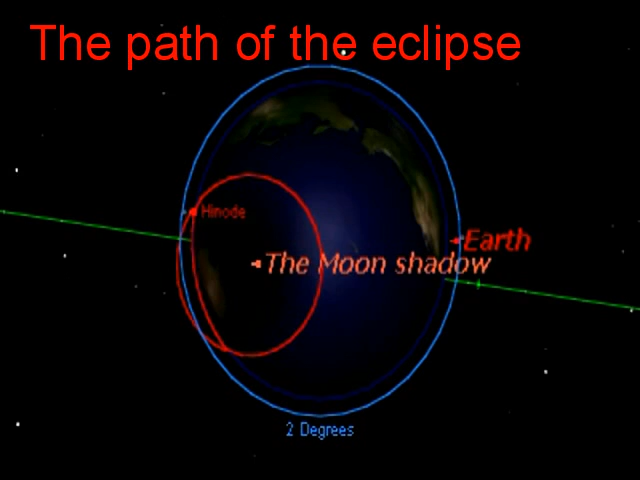 The path of the eclipse
Hinode
Earth
The Moon shadow
2 Degrees